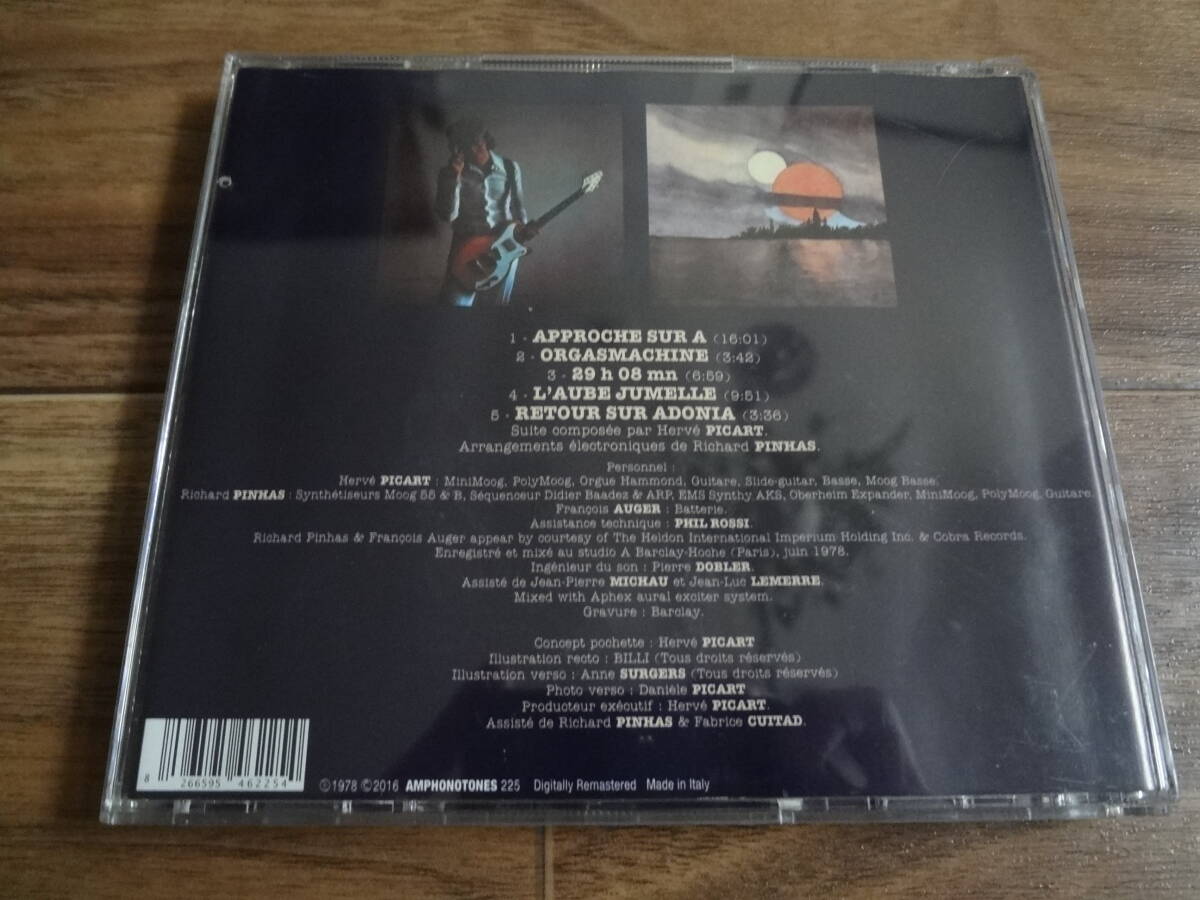 1 - APPROCHE SUR A (16:01)
2 - ORGASMACHINE (3:42)
3 - 29 h 08 mn (6:59)
4 - L'AUBE JUMELLE (9:51)
5 - RETOUR SUR ADONIA (3:36)
Suite composée par Hervé PICART.
Arrangements électroniques de Richard PINHAS.
Personnel :
Hervé PICART : MiniMoog, PolyMoog, Orgue Hammond, Guitare, Slide-guitar, Basse, Moog Basse.
Richard PINHAS : Synthétiseurs Moog 55 & B, Séquenceur Didier Baadez & ARP, EMS Synthy AKS, Oberheim Expander, MiniMoog, PolyMoog, Guitare.
François AUGER : Batterie.
Assistance technique : PHIL ROSSI.
Richard Pinhas & François Auger appear by courtesy of The Heldon International Imperium Holding Inc. & Cobra Records.
Enregistré et mixé au studio A Barclay-Hoche (Paris), juin 1978.
Ingénieur du son : Pierre DOBLER.
Assisté de Jean-Pierre MICHAU et Jean-Luc LEMERRE.
Mixed with Aphex aural exciter system.
Gravure : Barclay.
Concept pochette : Hervé PICART
Illustration recto : BILLI (Tous droits réservés)
Illustration verso : Anne SURGERS (Tous droits réservés)
Photo verso : Danièle PICART
Producteur exécutif : Hervé PICART.
Assisté de Richard PINHAS & Fabrice CUITAD.
8 266595 462254
ⓟ1978 ©2016 AMPHONOTONES 225 Digitally Remastered Made in Italy